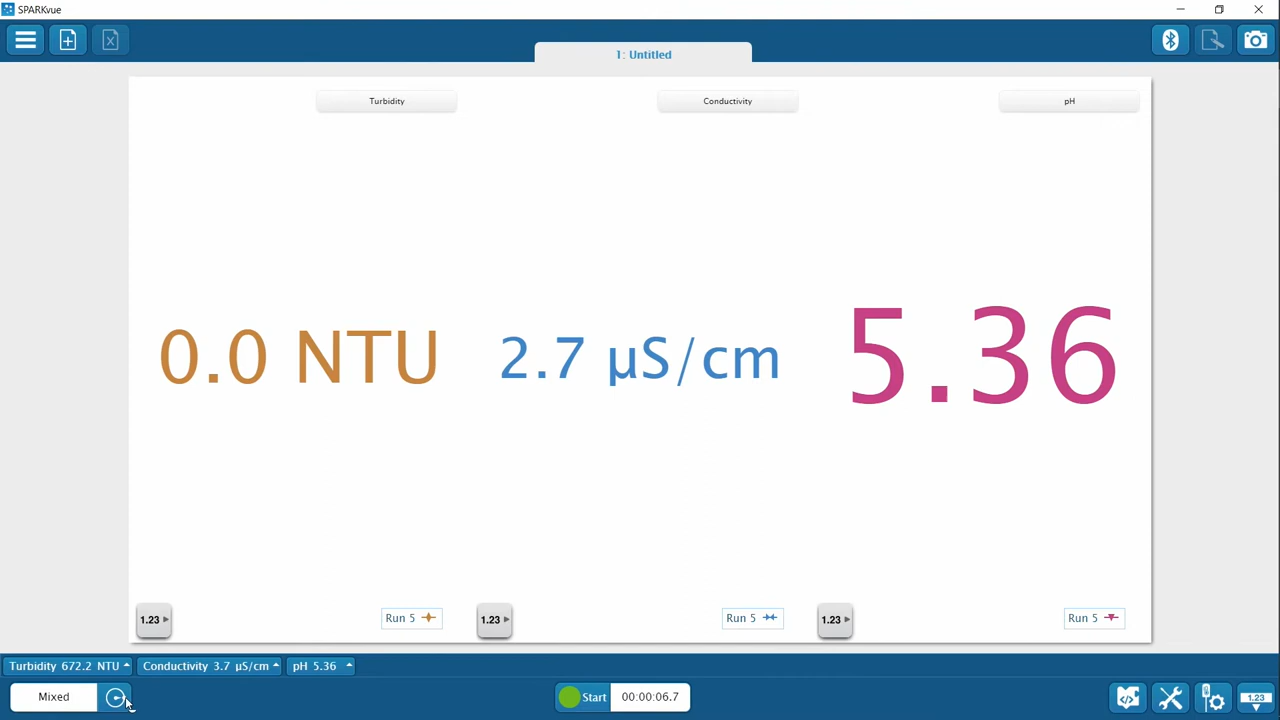 SPARKvue
1: Untitled
Turbidity
Conductivity
pH
0.0 NTU
2.7 µS/cm
5.36
1.23
Run 5
1.23
Run 5
1.23
Run 5
Turbidity 672.2 NTU
Conductivity 3.7 µS/cm
pH 5.36
Mixed
Start
00:00:06.7
1.23